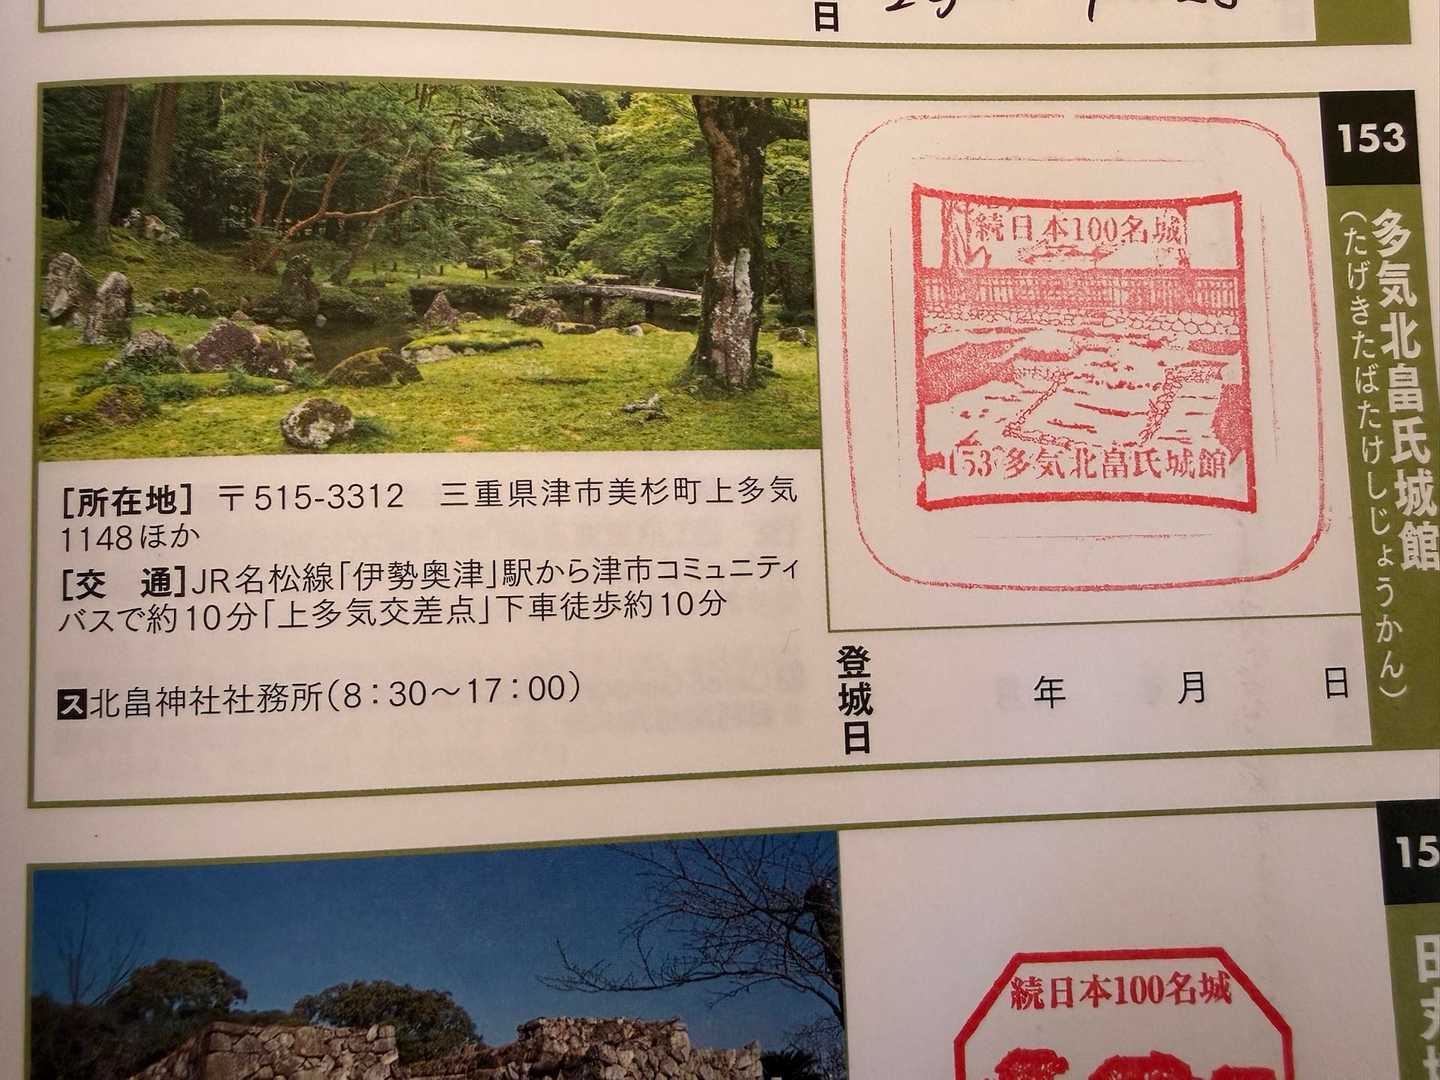 日
153
多気北畠氏城館
(たげきたばたけしじょうかん)
続日本100名城
153 多気北畠氏城館
[所在地] 〒515-3312 三重県津市美杉町上多気
1148ほか
[交 通]JR名松線「伊勢奥津」駅から津市コミュニティ
バスで約10分「上多気交差点」下車徒歩約10分
ス北畠神社社務所(8:30～17:00)
登城日
年 月 日
続日本100名城